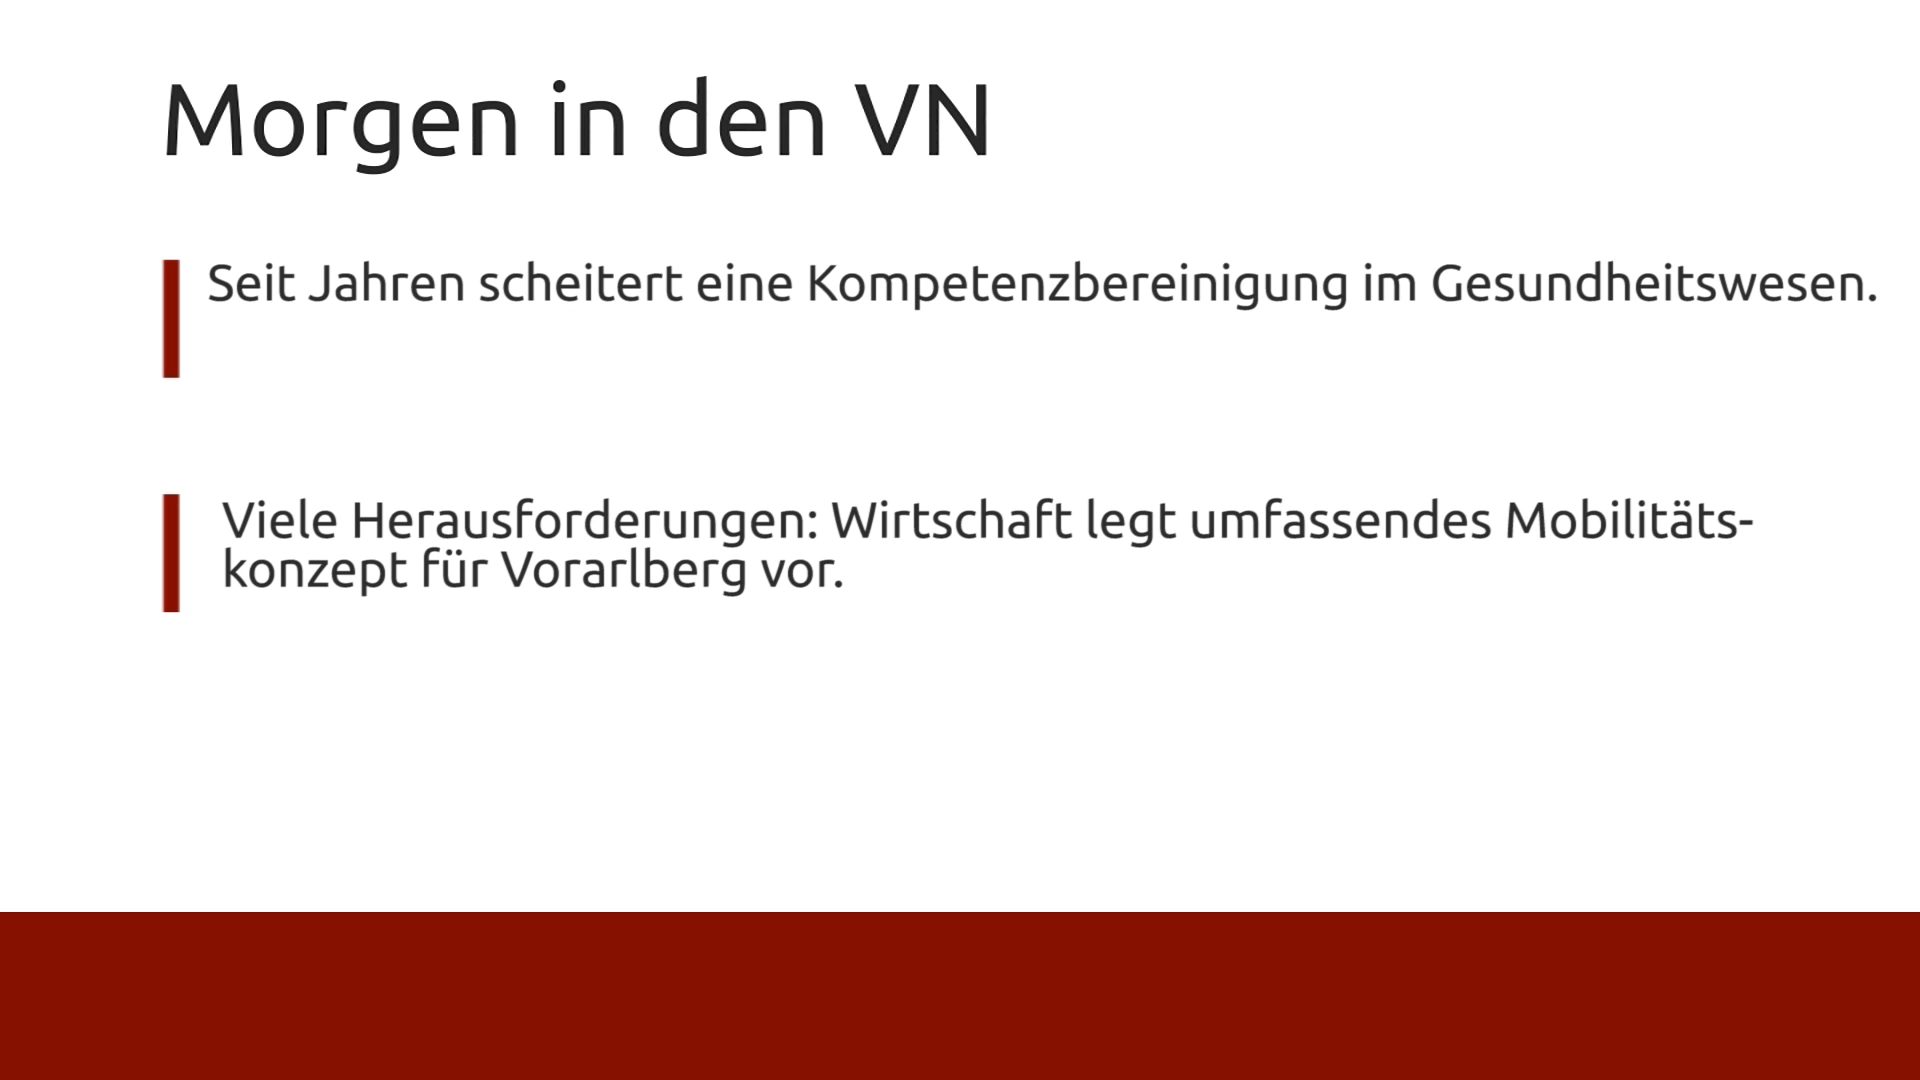 Morgen in den VN
Seit Jahren scheitert eine Kompetenzbereinigung im Gesundheitswesen.
Viele Herausforderungen: Wirtschaft legt umfassendes Mobilitäts-
konzept für Vorarlberg vor.